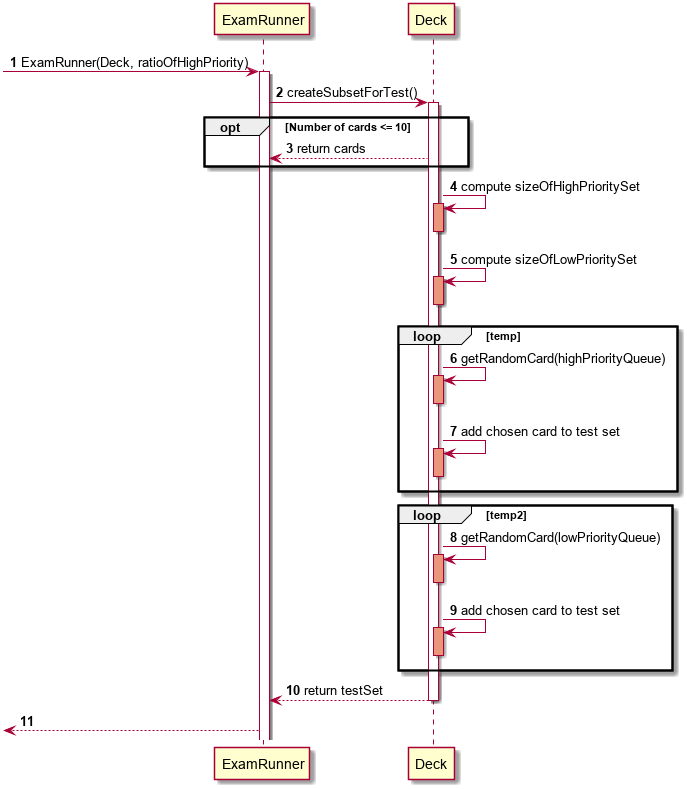 ExamRunner
Deck
1 ExamRunner(Deck, ratioOfHighPriority)
2 createSubsetForTest()
opt [Number of cards <= 10]
3 return cards
4 compute sizeOfHighPrioritySet
5 compute sizeOfLowPrioritySet
loop [temp]
6 getRandomCard(highPriorityQueue)
7 add chosen card to test set
loop [temp2]
8 getRandomCard(lowPriorityQueue)
9 add chosen card to test set
10 return testSet
11
ExamRunner
Deck